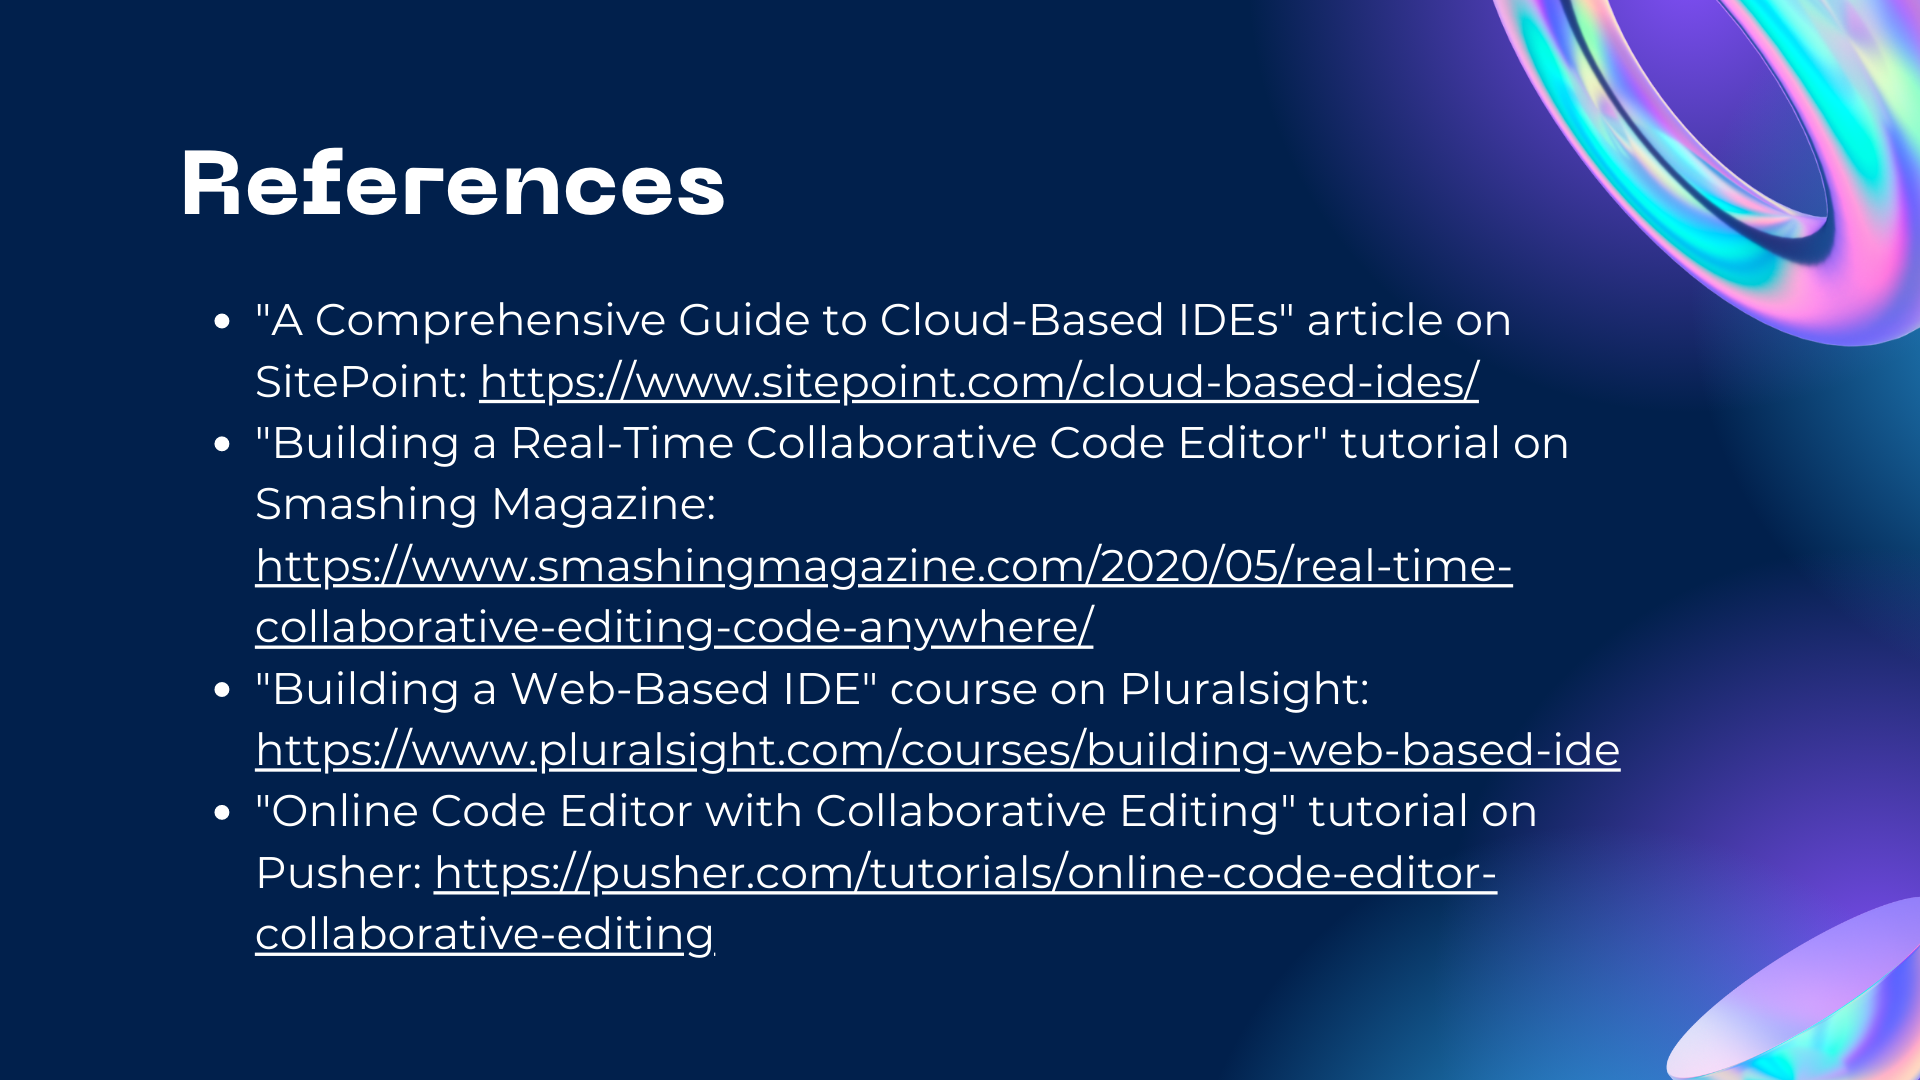 References
• "A Comprehensive Guide to Cloud-Based IDEs" article on
SitePoint: https://www.sitepoint.com/cloud-based-ides/
• "Building a Real-Time Collaborative Code Editor" tutorial on
Smashing Magazine:
https://www.smashingmagazine.com/2020/05/real-time-
collaborative-editing-code-anywhere/
• "Building a Web-Based IDE" course on Pluralsight:
https://www.pluralsight.com/courses/building-web-based-ide
• "Online Code Editor with Collaborative Editing" tutorial on
Pusher: https://pusher.com/tutorials/online-code-editor-
collaborative-editing